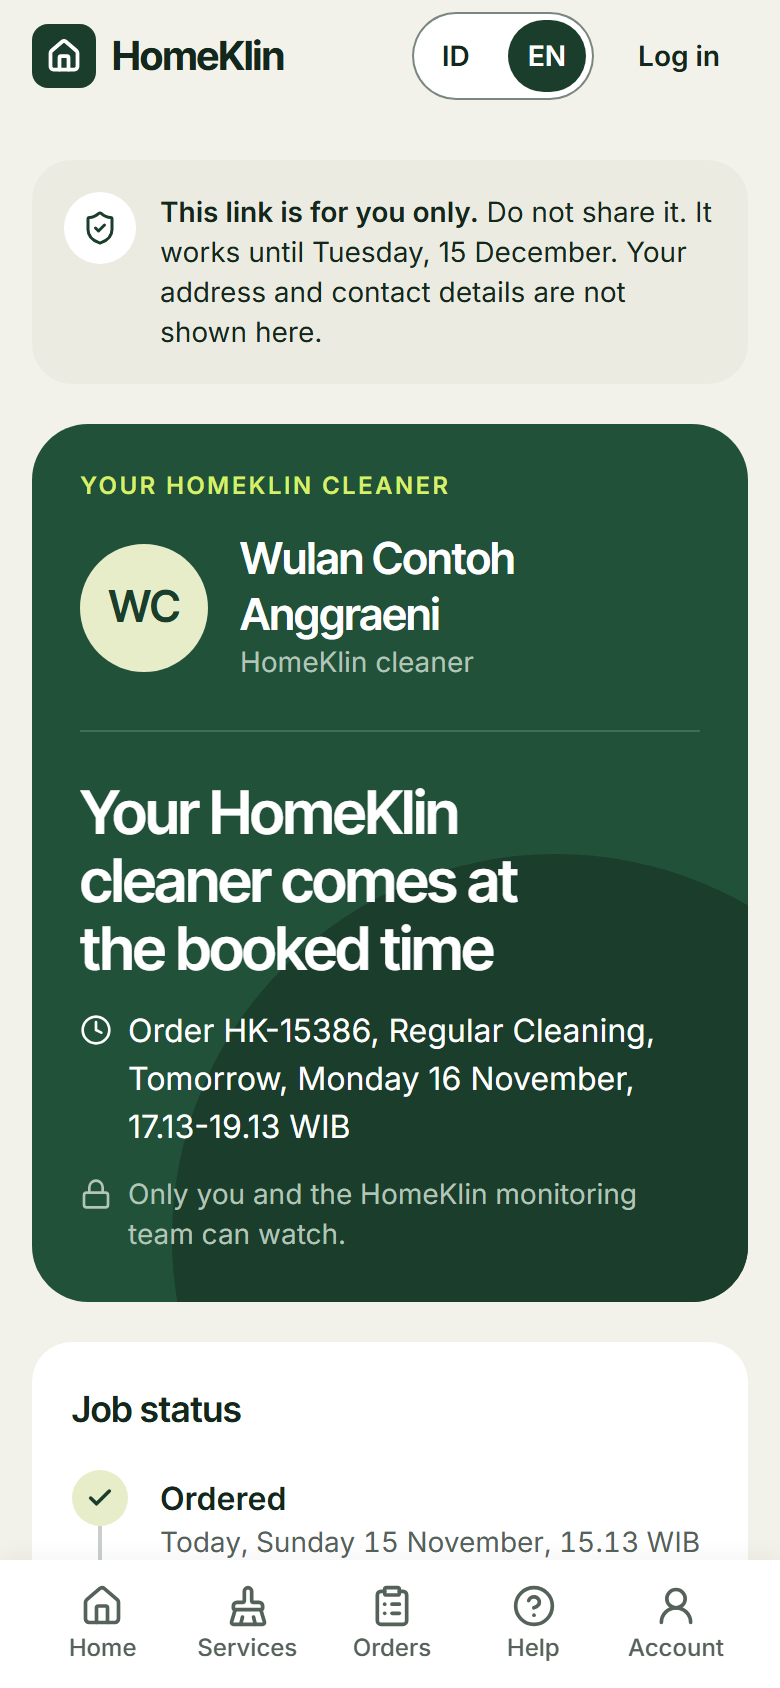 HomeKlin
ID
EN
Log in
This link is for you only. Do not share it. It
works until Tuesday, 15 December. Your
address and contact details are not
shown here.
YOUR HOMEKLIN CLEANER
WC
Wulan Contoh
Anggraeni
HomeKlin cleaner
Your HomeKlin
cleaner comes at
the booked time
Order HK-15386, Regular Cleaning,
Tomorrow, Monday 16 November,
17.13-19.13 WIB
Only you and the HomeKlin monitoring
team can watch.
Job status
Ordered
Today, Sunday 15 November, 15.13 WIB
Home
Services
Orders
Help
Account